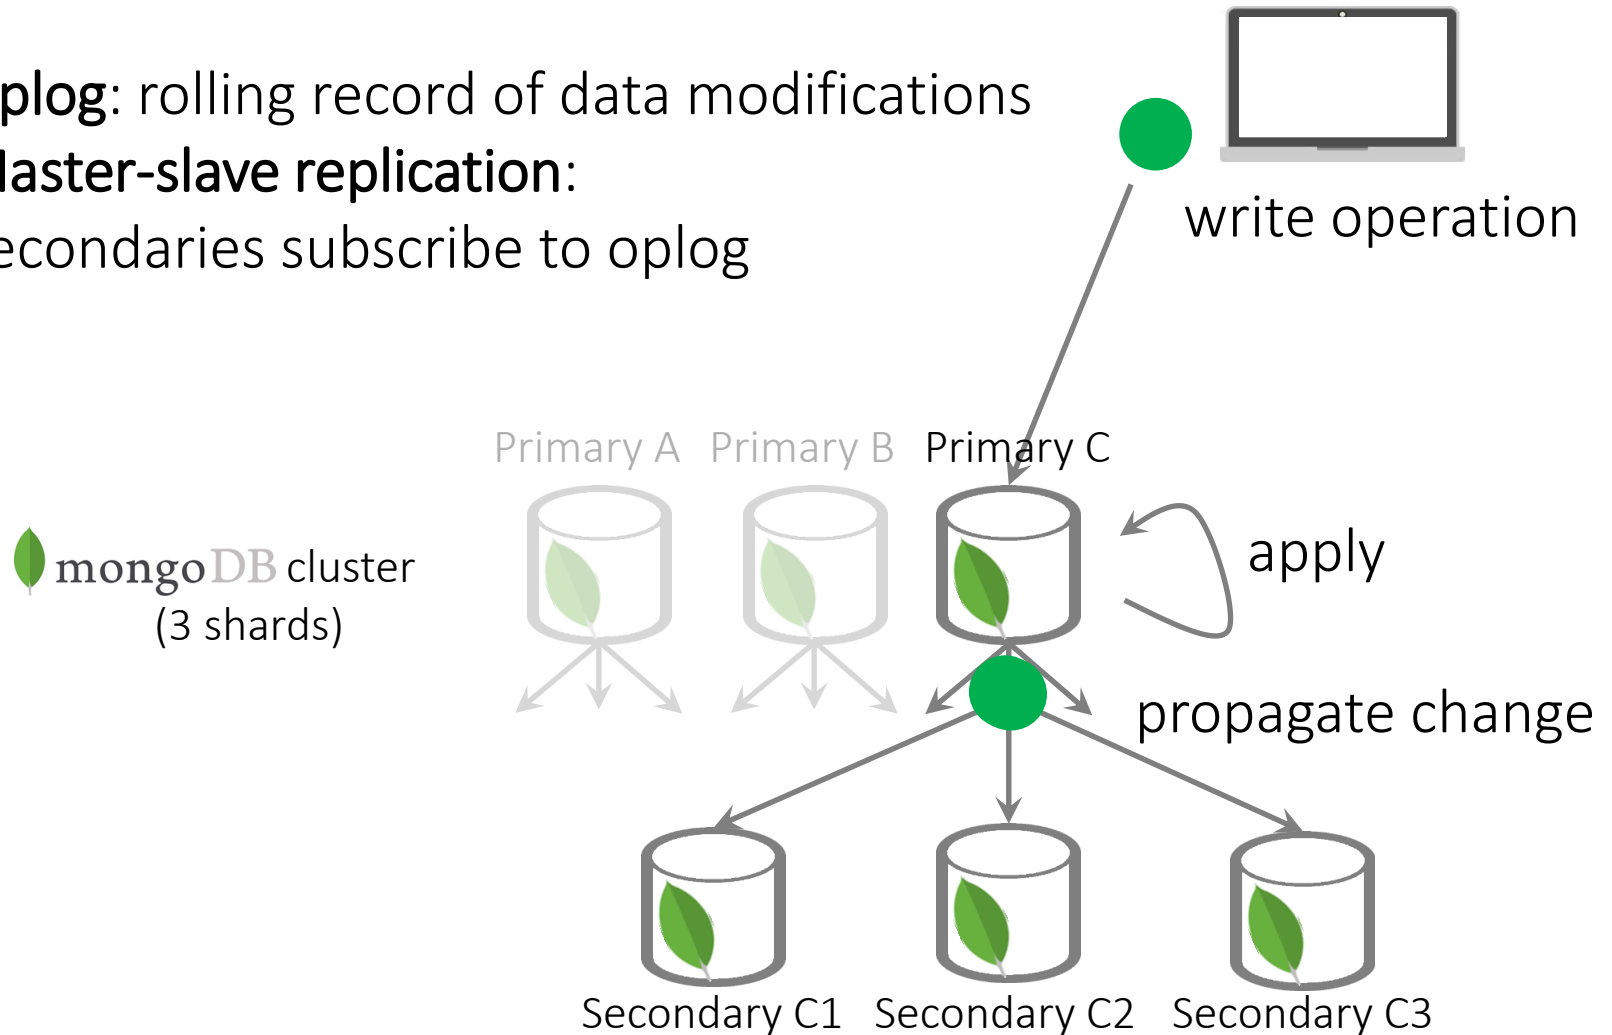 plog: rolling record of data modifications
laster-slave replication:
econdaries subscribe to oplog
write operation
Primary A Primary B Primary C
mongoDB cluster
(3 shards)
apply
propagate change
Secondary C1 Secondary C2 Secondary C3